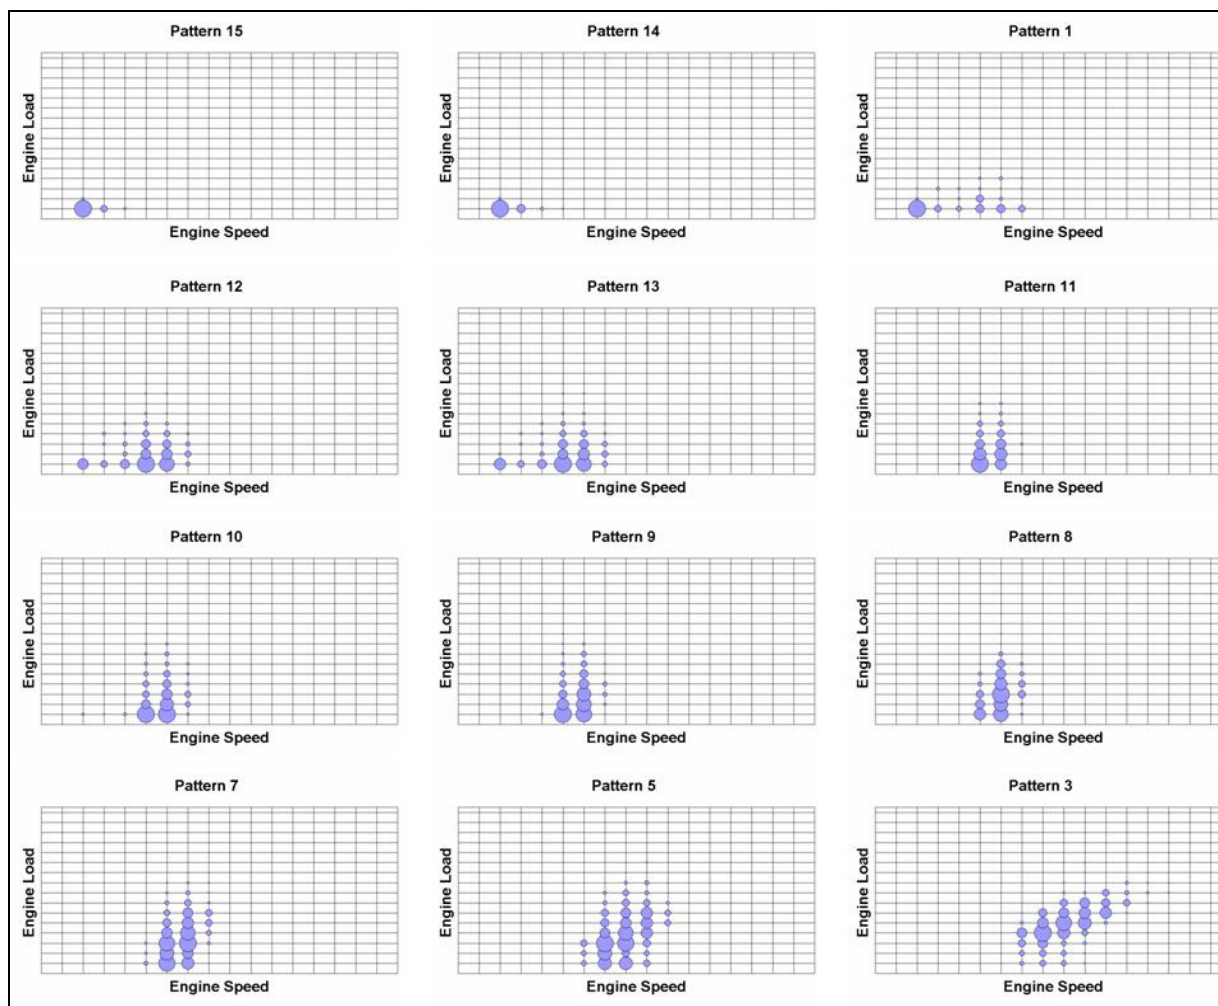 Pattern 15
Pattern 14
Pattern 1
Engine Load
Engine Load
Engine Load
Engine Speed
Engine Speed
Engine Speed
Pattern 12
Pattern 13
Pattern 11
Engine Load
Engine Load
Engine Load
Engine Speed
Engine Speed
Engine Speed
Pattern 10
Pattern 9
Pattern 8
Engine Load
Engine Load
Engine Load
Engine Speed
Engine Speed
Engine Speed
Pattern 7
Pattern 5
Pattern 3
Engine Load
Engine Load
Engine Load
Engine Speed
Engine Speed
Engine Speed